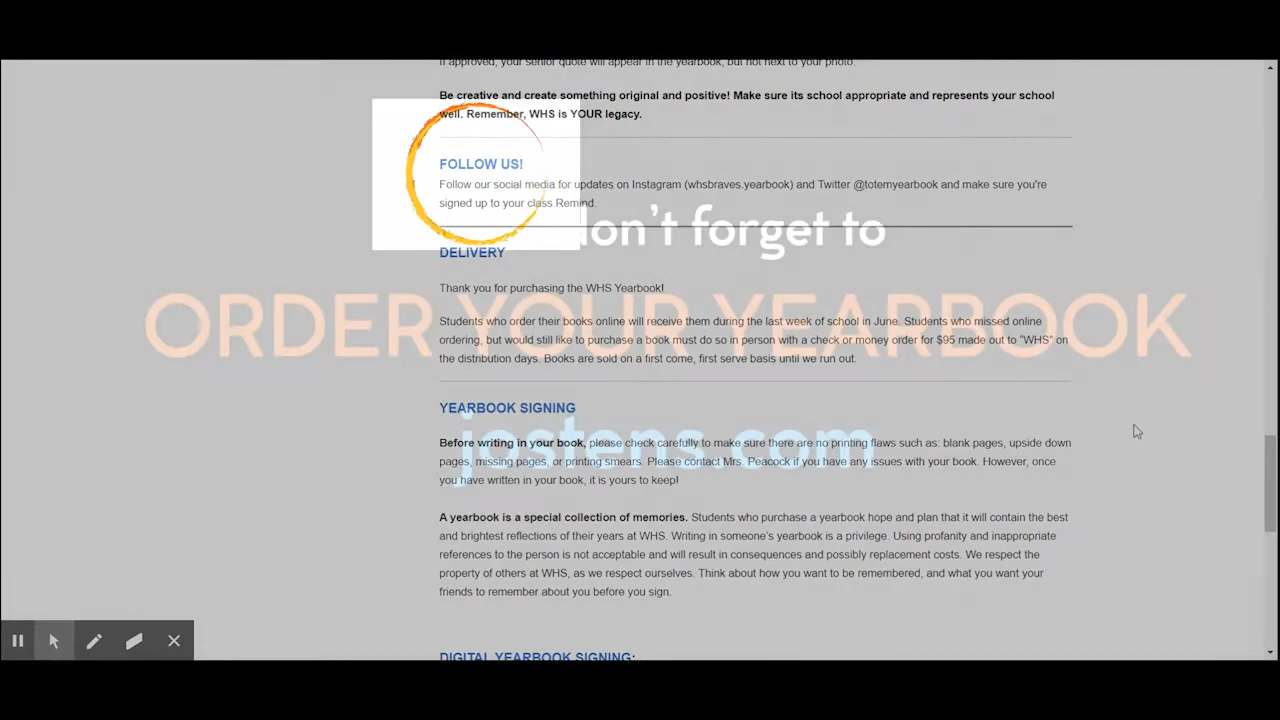 If approved, your senior quote will appear in the yearbook, but not next to your photo.
Be creative and create something original and positive! Make sure its school appropriate and represents your school
well. Remember, WHS is YOUR legacy.
FOLLOW US!
Follow our social media for updates on Instagram (whsbraves.yearbook) and Twitter @totemyearbook and make sure you're
signed up to your class Remind.
on't forget to
DELIVERY
Thank you for purchasing the WHS Yearbook!
ORDER YOUR YEARBOOK
Students who order their books online will receive them during the last week of school in June. Students who missed online
ordering, but would still like to purchase a book must do so in person with a check or money order for $95 made out to "WHS" on
the distribution days. Books are sold on a first come, first serve basis until we run out.
YEARBOOK SIGNING
jostens.com
Before writing in your book, please check carefully to make sure there are no printing flaws such as: blank pages, upside down
pages, missing pages, or printing smears. Please contact Mrs. Peacock if you have any issues with your book. However, once
you have written in your book, it is yours to keep!
A yearbook is a special collection of memories. Students who purchase a yearbook hope and plan that it will contain the best
and brightest reflections of their years at WHS. Writing in someone's yearbook is a privilege. Using profanity and inappropriate
references to the person is not acceptable and will result in consequences and possibly replacement costs. We respect the
property of others at WHS, as we respect ourselves. Think about how you want to be remembered, and what you want your
friends to remember about you before you sign.
DIGITAL YEARBOOK SIGNING: